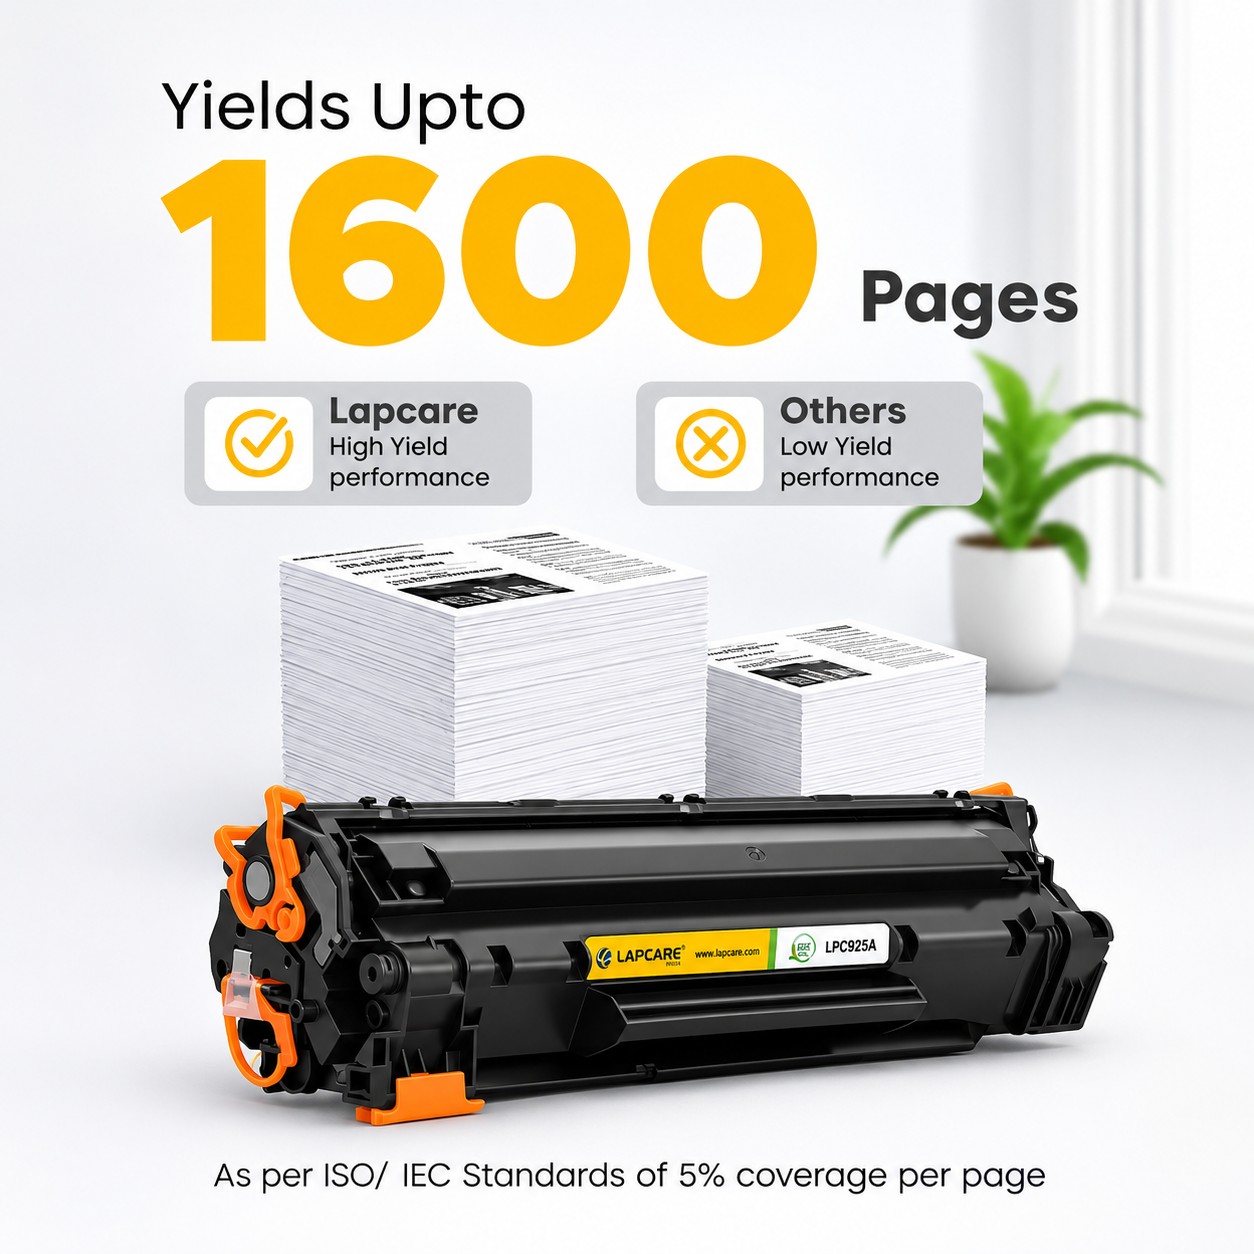 Yields Upto
1600 Pages
Lapcare
High Yield
performance
Others
Low Yield
performance
LAPCARE® www.lapcare.com LPC925A
As per ISO/ IEC Standards of 5% coverage per page